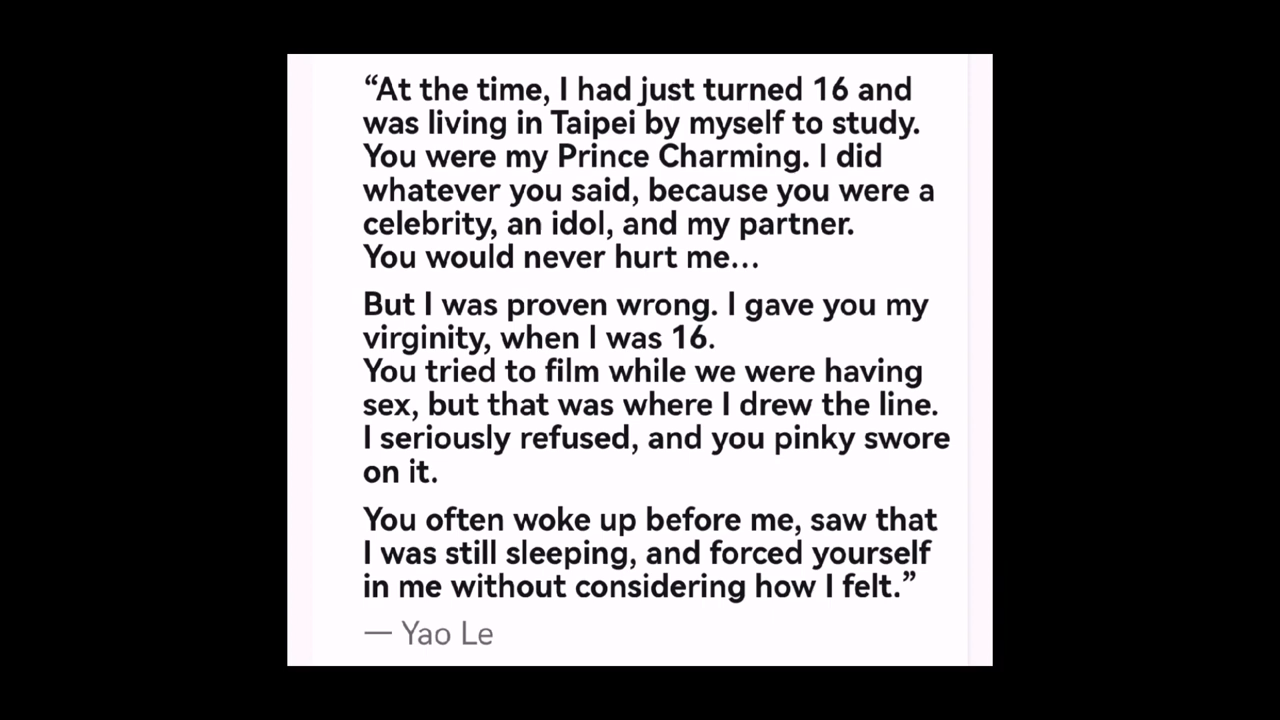 “At the time, I had just turned 16 and
was living in Taipei by myself to study.
You were my Prince Charming. I did
whatever you said, because you were a
celebrity, an idol, and my partner.
You would never hurt me...
But I was proven wrong. I gave you my
virginity, when I was 16.
You tried to film while we were having
sex, but that was where I drew the line.
I seriously refused, and you pinky swore
on it.
You often woke up before me, saw that
I was still sleeping, and forced yourself
in me without considering how I felt.”
— Yao Le